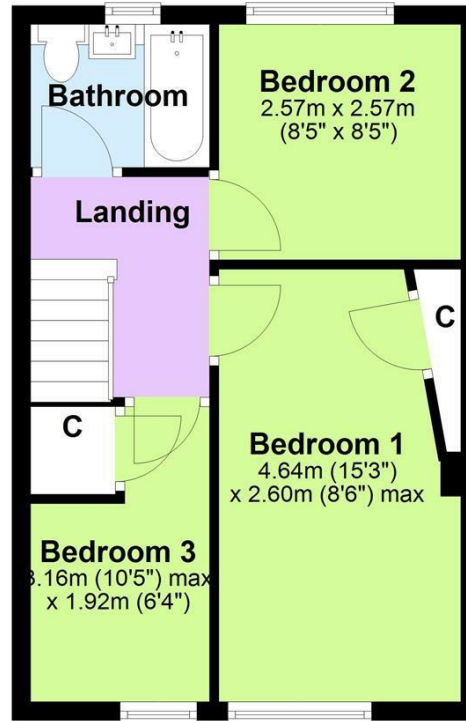 Bathroom
Bedroom 2
2.57m x 2.57m
(8'5" x 8'5")
Landing
C
C
Bedroom 1
4.64m (15'3")
x 2.60m (8'6") max
Bedroom 3
3.16m (10'5") max
x 1.92m (6'4")